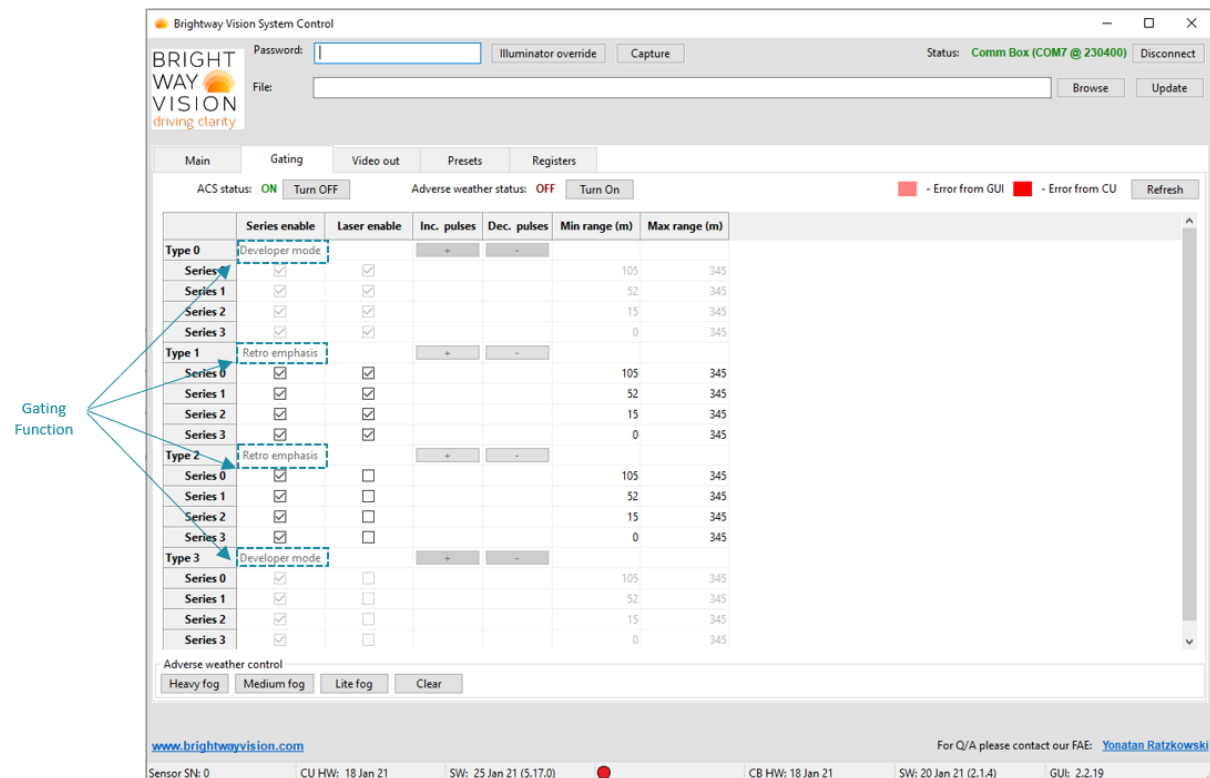 Brightway Vision System Control
BRIGHT
WAY
VISION
driving clarity
Password: Illuminator override Capture Status: Comm Box (COM7 @ 230400) Disconnect
File: Browse Update
Main Gating Video out Presets Registers
ACS status: ON Turn OFF Adverse weather status: OFF Turn On - Error from GUI - Error from CU Refresh
Series enable Laser enable Inc. pulses Dec. pulses Min range (m) Max range (m)
Type 0 Developer mode + -
Series 105 345
Series 1 52 345
Series 2 15 345
Series 3 0 345
Type 1 Retro emphasis + -
Series 0 105 345
Series 1 52 345
Series 2 15 345
Series 3 0 345
Type 2 Retro emphasis + -
Series 0 105 345
Series 1 52 345
Series 2 15 345
Series 3 0 345
Type 3 Developer mode + -
Series 0 105 345
Series 1 52 345
Series 2 15 345
Series 3 0 345
Gating
Function
Adverse weather control
Heavy fog Medium fog Lite fog Clear
www.brightwayvision.com For Q/A please contact our FAE: Yonatan Ratzkowski
Sensor SN: 0 CU HW: 18 Jan 21 SW: 25 Jan 21 (5.17.0) CB HW: 18 Jan 21 SW: 20 Jan 21 (2.1.4) GUI: 2.2.19